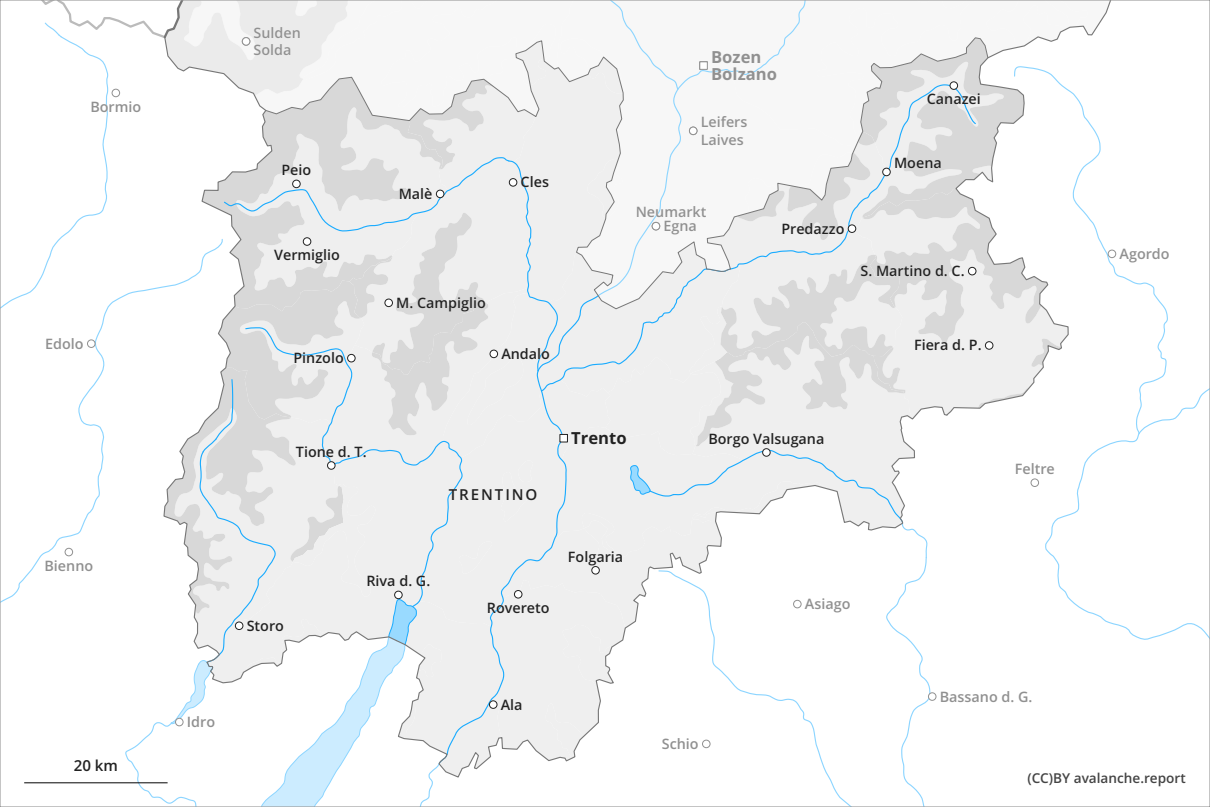 Sulden
Solda
Bozen
Bolzano
Bormio
Canazei
Leifers
Laives
Moena
Peio
Malè
Cles
Neumarkt
Egna
Predazzo
Vermiglio
Agordo
S. Martino d. C.
M. Campiglio
Edolo
Pinzolo
Andalo
Fiera d. P.
Trento
Borgo Valsugana
Tione d. T.
Feltre
TRENTINO
Folgaria
Bienno
Riva d. G.
Rovereto
Asiago
Storo
Bassano d. G.
Ala
Idro
Schio
20 km
(CC)BY avalanche.report